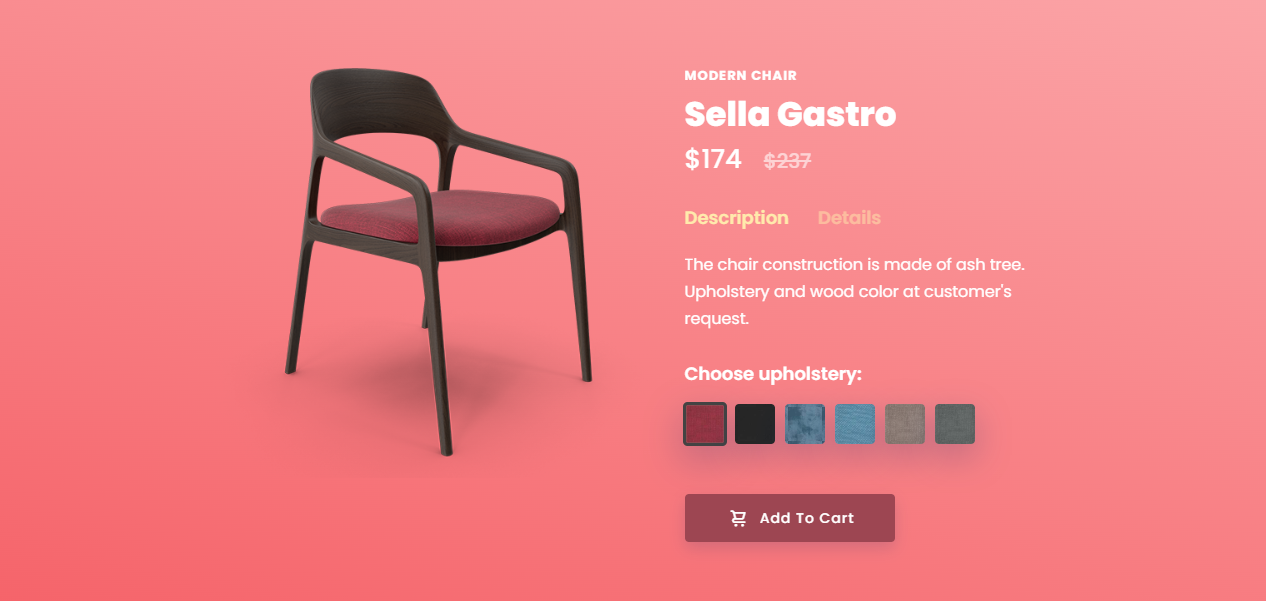 MODERN CHAIR
Sella Gastro
$174 $237
Description Details
The chair construction is made of ash tree.
Upholstery and wood color at customer's
request.
Choose upholstery:
Add To Cart